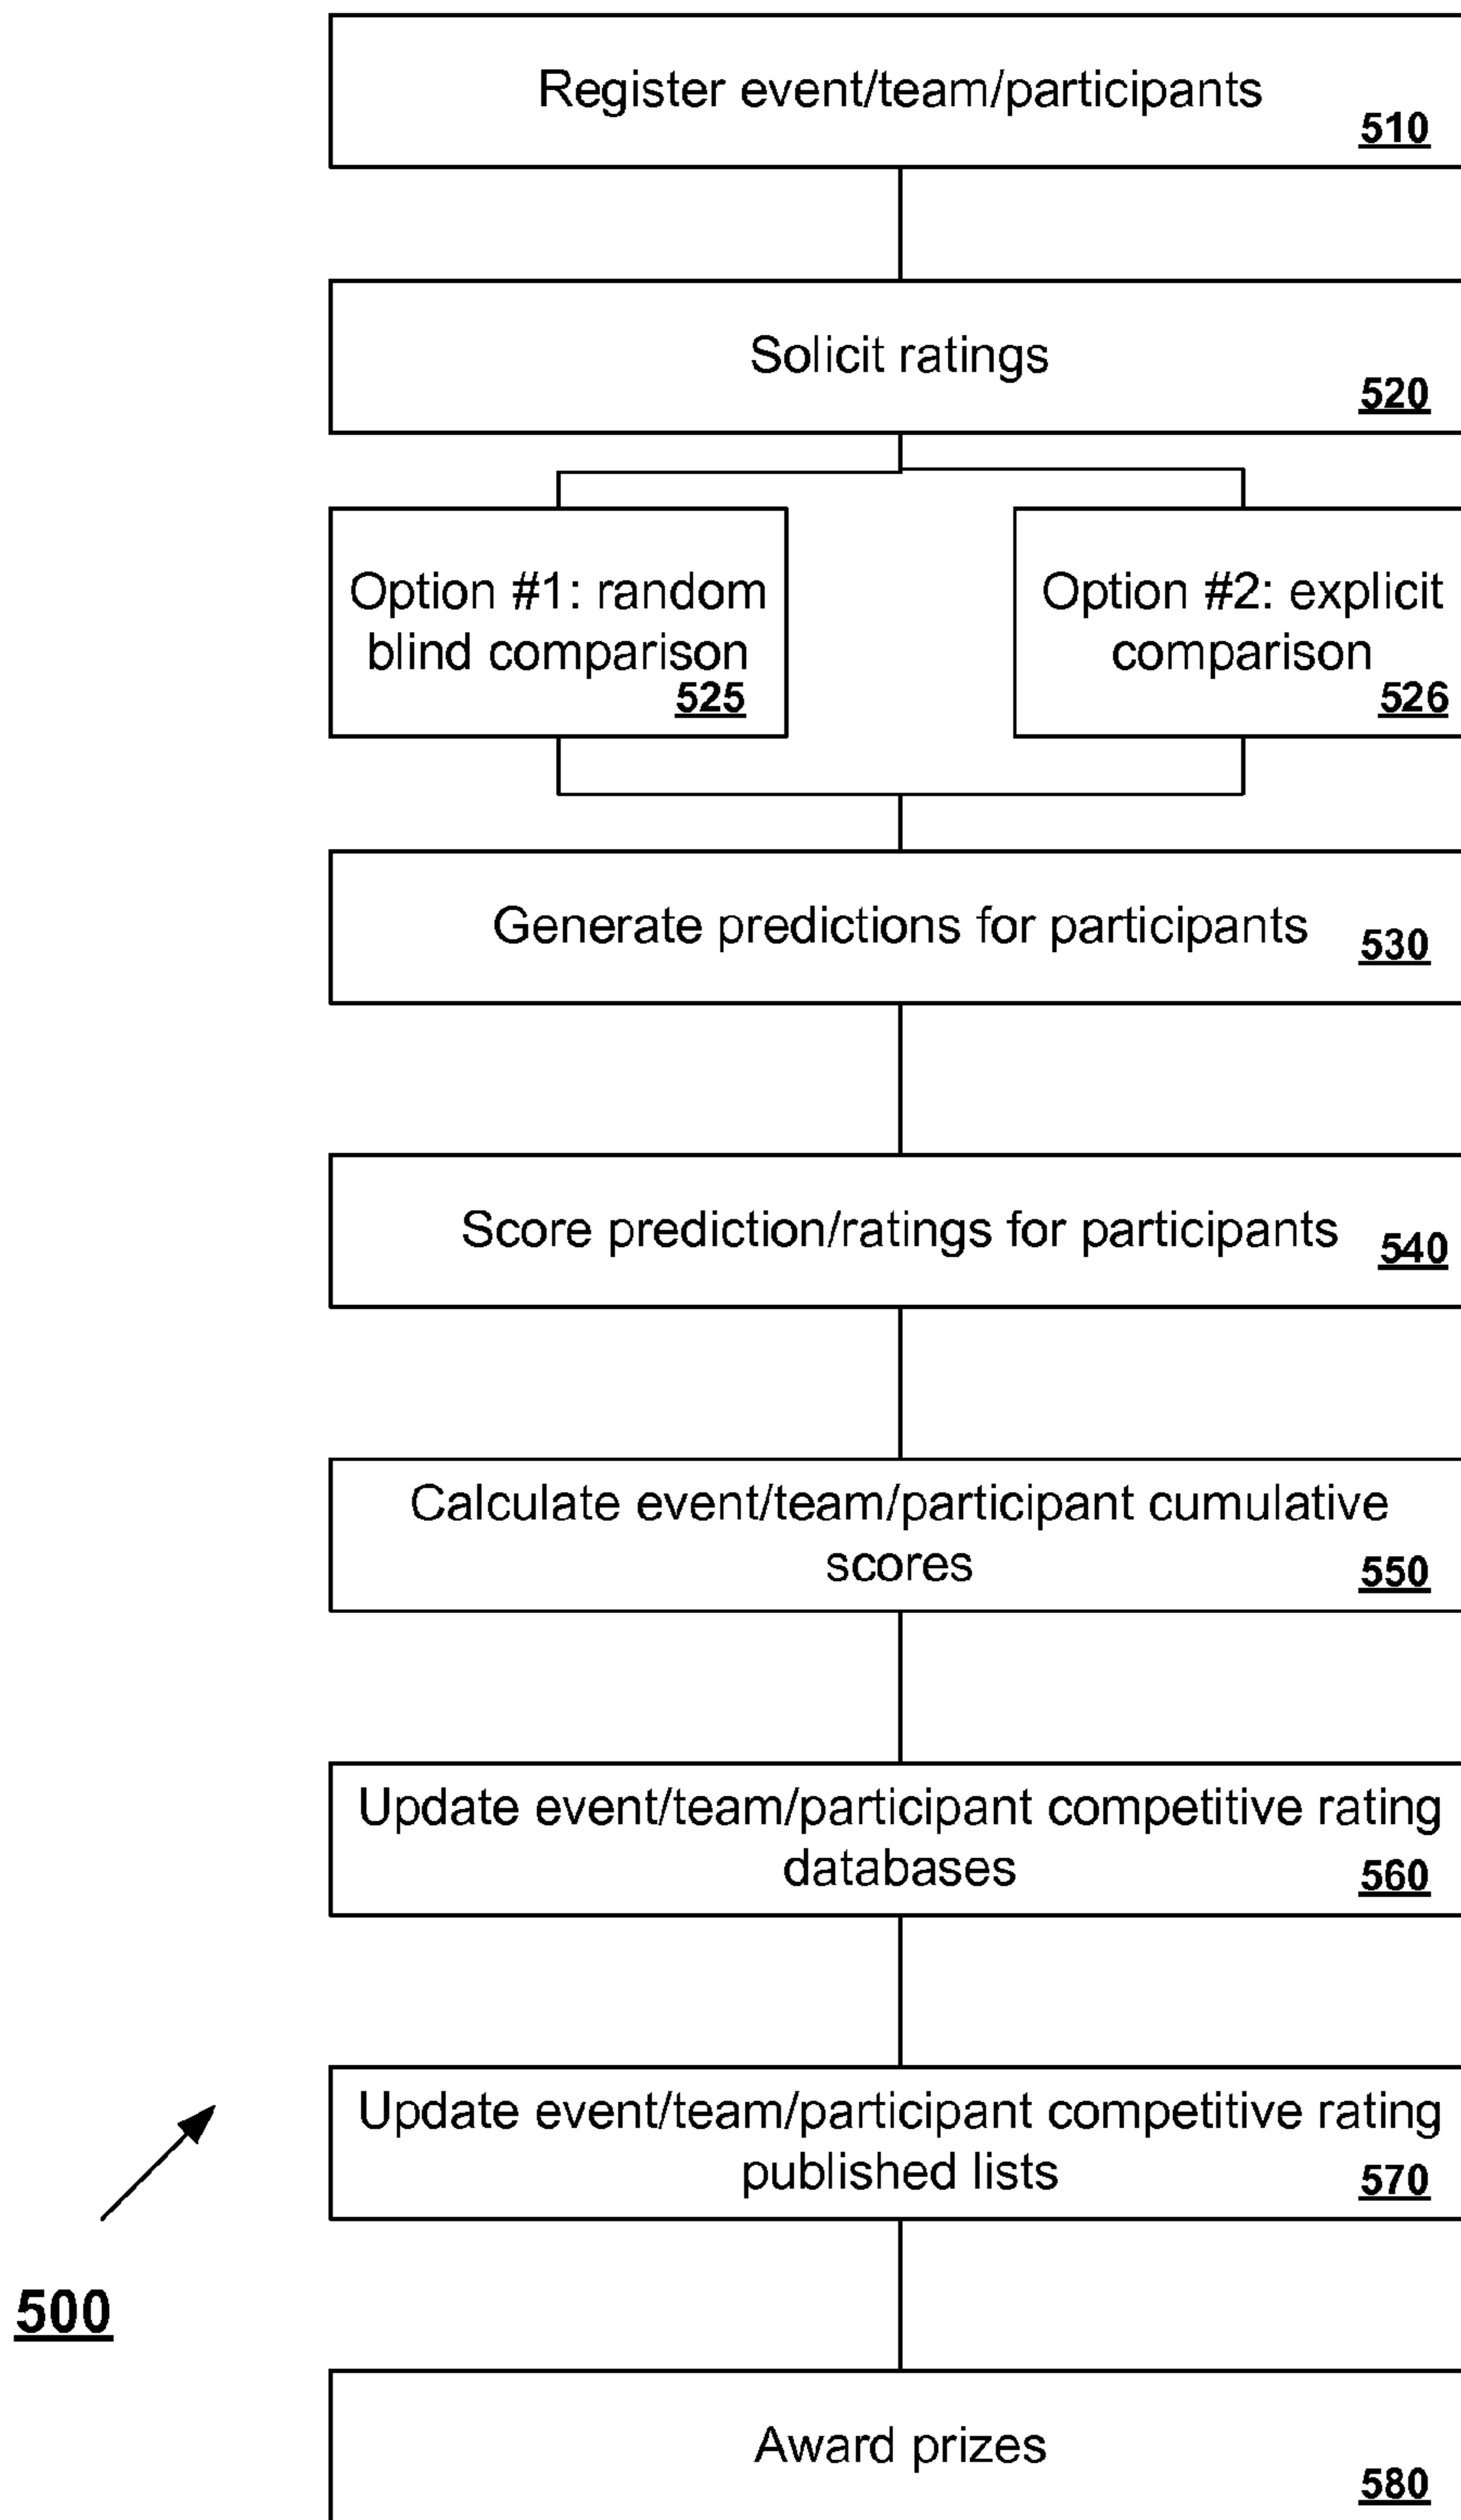 Register event/team/participants
510
Solicit ratings
520
Option #1: random
blind comparison
525
Option #2: explicit
comparison
526
Generate predictions for participants
530
Score prediction/ratings for participants
540
Calculate event/team/participant cumulative
scores
550
Update event/team/participant competitive rating
databases
560
Update event/team/participant competitive rating
published lists
570
500
Award prizes
580